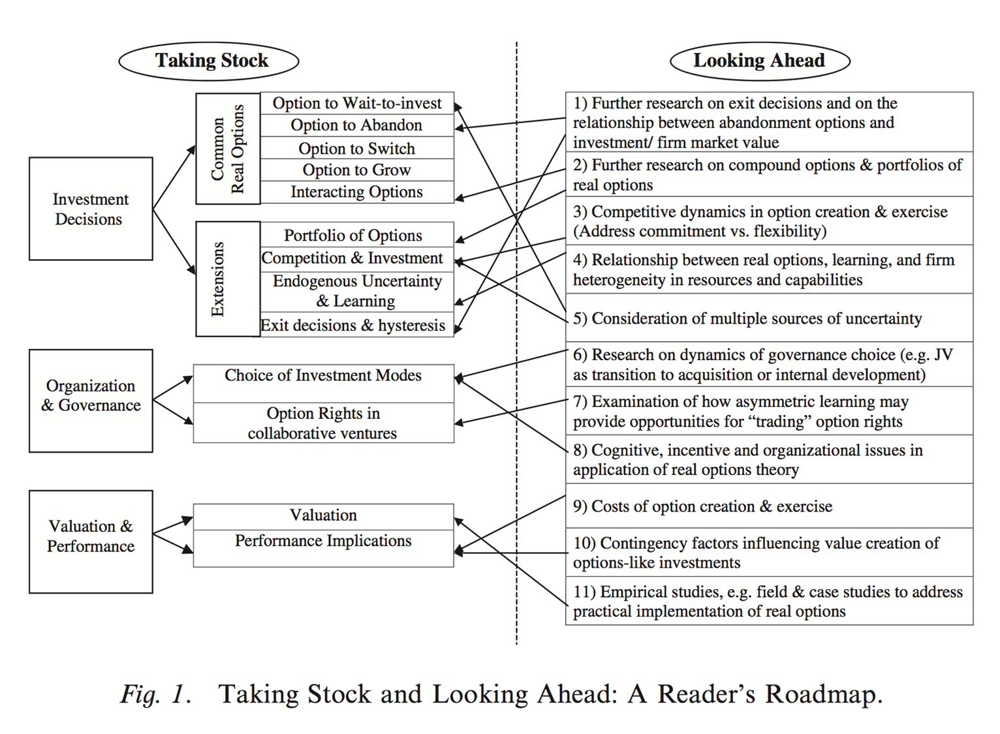 Taking Stock
Looking Ahead
Investment
Decisions
Common
Real Options
Option to Wait-to-invest
Option to Abandon
Option to Switch
Option to Grow
Interacting Options
Extensions
Portfolio of Options
Competition & Investment
Endogenous Uncertainty
& Learning
Exit decisions & hysteresis
Organization
& Governance
Choice of Investment Modes
Option Rights in
collaborative ventures
Valuation &
Performance
Valuation
Performance Implications
1) Further research on exit decisions and on the
relationship between abandonment options and
investment/ firm market value
2) Further research on compound options & portfolios of
real options
3) Competitive dynamics in option creation & exercise
(Address commitment vs. flexibility)
4) Relationship between real options, learning, and firm
heterogeneity in resources and capabilities
5) Consideration of multiple sources of uncertainty
6) Research on dynamics of governance choice (e.g. JV
as transition to acquisition or internal development)
7) Examination of how asymmetric learning may
provide opportunities for “trading” option rights
8) Cognitive, incentive and organizational issues in
application of real options theory
9) Costs of option creation & exercise
10) Contingency factors influencing value creation of
options-like investments
11) Empirical studies, e.g. field & case studies to address
practical implementation of real options
Fig. 1. Taking Stock and Looking Ahead: A Reader’s Roadmap.